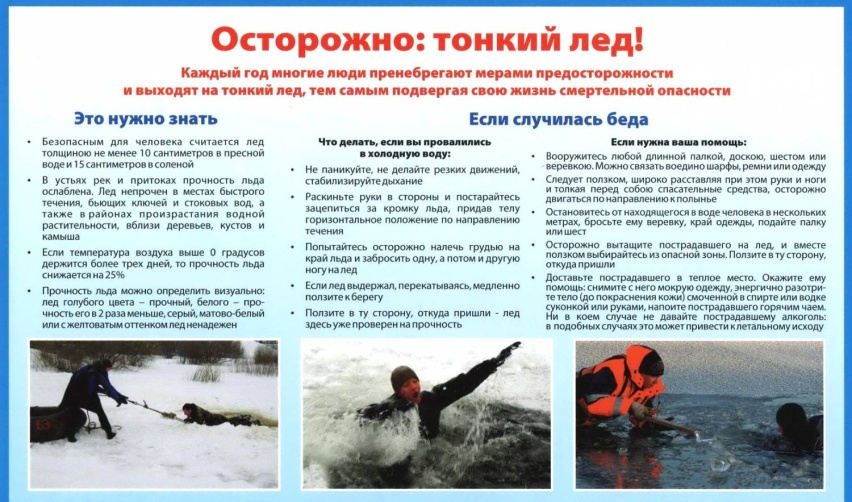 Осторожно: тонкий лед!
Каждый год многие люди пренебрегают мерами предосторожности
и выходят на тонкий лед, тем самым подвергая свою жизнь смертельной опасности
Это нужно знать
• Безопасным для человека считается лед
толщиною не менее 10 сантиметров в пресной
воде и 15 сантиметров в соленой
• В устьях рек и притоках прочность льда
ослаблена. Лед непрочен в местах быстрого
течения, бьющих ключей и стоковых вод, а
также в районах произрастания водной
растительности, вблизи деревьев, кустов и
камыша
• Если температура воздуха выше 0 градусов
держится более трех дней, то прочность льда
снижается на 25%
• Прочность льда можно определить визуально:
лед голубого цвета – прочный, белого – про-
чность его в 2 раза меньше, серый, матово-белый
или с желтоватым оттенком лед ненадежен
Если случилась беда
Что делать, если вы провалились
в холодную воду:
• Не паникуйте, не делайте резких движений,
стабилизируйте дыхание
• Раскиньте руки в стороны и постарайтесь
зацепиться за кромку льда, придав телу
горизонтальное положение по направлению
течения
• Попытайтесь осторожно налечь грудью на
край льда и забросить одну, а потом и другую
ногу на лед
• Если лед выдержал, перекатываясь, медленно
ползите к берегу
• Ползите в ту сторону, откуда пришли - лед
здесь уже проверен на прочность
Если нужна ваша помощь:
• Вооружитесь любой длинной палкой, доскою, шестом или
веревкою. Можно связать воедино шарфы, ремни или одежду
• Следует ползком, широко расставляя при этом руки и ноги
и толкая перед собою спасательные средства, осторожно
двигаться по направлению к полынье
• Остановитесь от находящегося в воде человека в нескольких
метрах, бросьте ему веревку, край одежды, подайте палку
или шест
• Осторожно вытащите пострадавшего на лед, и вместе
ползком выбирайтесь из опасной зоны. Ползите в ту сторону,
откуда пришли
• Доставьте пострадавшего в теплое место. Окажите ему
помощь: снимите с него мокрую одежду, энергично разотри-
те тело (до покраснения кожи) смоченной в спирте или водке
суконкой или руками, напоите пострадавшего горячим чаем.
Ни в коем случае не давайте пострадавшему алкоголь:
в подобных случаях это может привести к летальному исходу